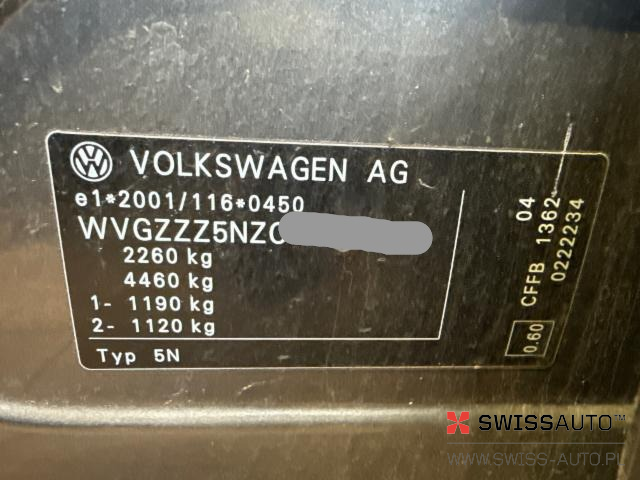 VOLKSWAGEN AG
e1*2001/116*0450
WVGZZZ5NZC
2260 kg
4460 kg
1- 1190 kg
2- 1120 kg
Typ 5N
04
CFFB 1362
0222234
0.60
SWISSAUTO™
WWW.SWISS-AUTO.PL